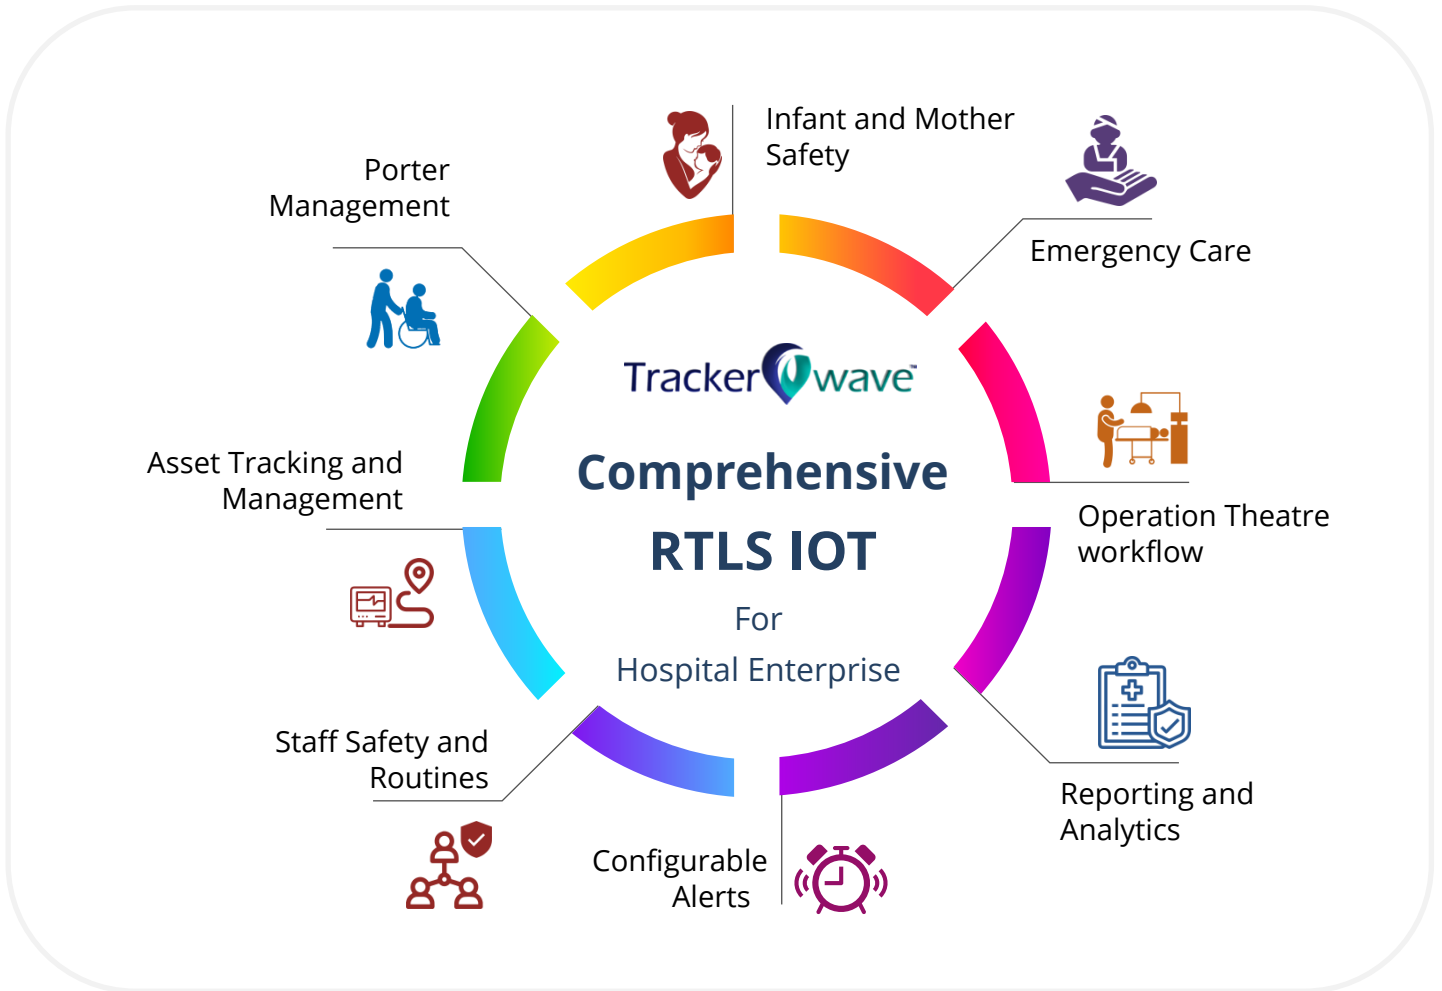 Infant and Mother
Safety
Porter
Management
Emergency Care
Trackerwave™
Comprehensive
RTLS IOT
For
Hospital Enterprise
Asset Tracking and
Management
Operation Theatre
workflow
Staff Safety and
Routines
Reporting and
Analytics
Configurable
Alerts